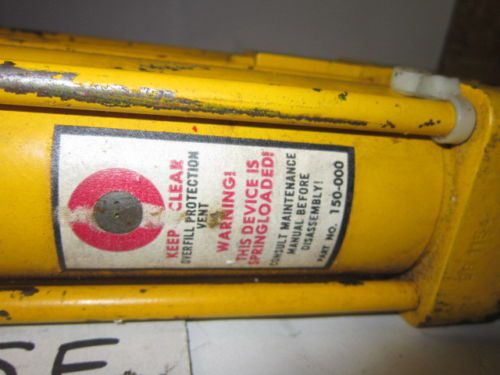 KEEP CLEAR
OVERFILL PROTECTION
VENT
WARNING!
THIS DEVICE IS
SPRINGLOADED!
CONSULT MAINTENANCE
MANUAL BEFORE
DISASSEMBLY!
PART NO. 150-000
SE